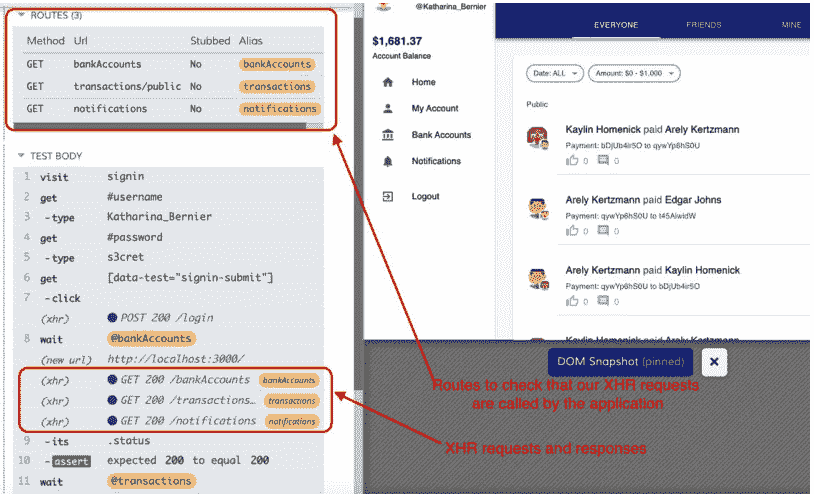 ROUTES (3)
Method Url Stubbed Alias
GET bankAccounts No bankAccounts
GET transactions/public No transactions
GET notifications No notifications
TEST BODY
1 visit signin
2 get #username
3 -type Katharina_Bernier
4 get #password
5 -type s3cret
6 get [data-test="signin-submit"]
7 -click
(xhr) POST 200 /login
8 wait @bankAccounts
(new url) http://localhost:3000/
(xhr) GET 200 /bankAccounts bankAccounts
(xhr) GET 200 /transactions… transactions
(xhr) GET 200 /notifications notifications
9 -its .status
10 -assert expected 200 to equal 200
11 wait @transactions
@Katharina_Bernier
$1,681.37
Account Balance
Home
My Account
Bank Accounts
Notifications
Logout
EVERYONE FRIENDS MINE
Date: ALL Amount: $0 - $1,000
Public
Kaylin Homenick paid Arely Kertzmann
Payment: bDjUb4ir5O to qywYp6hS0U
0 0
Arely Kertzmann paid Edgar Johns
Payment: qywYp6hS0U to t45AiwidW
0 0
Arely Kertzmann paid Kaylin Homenick
Payment: qywYp6hS0U to bDjUb4ir5O
0 0
Kaylin Homenick paid Arely Kertzmann
DOM Snapshot (pinned)
Routes to check that our XHR requests
are called by the application
XHR requests and responses